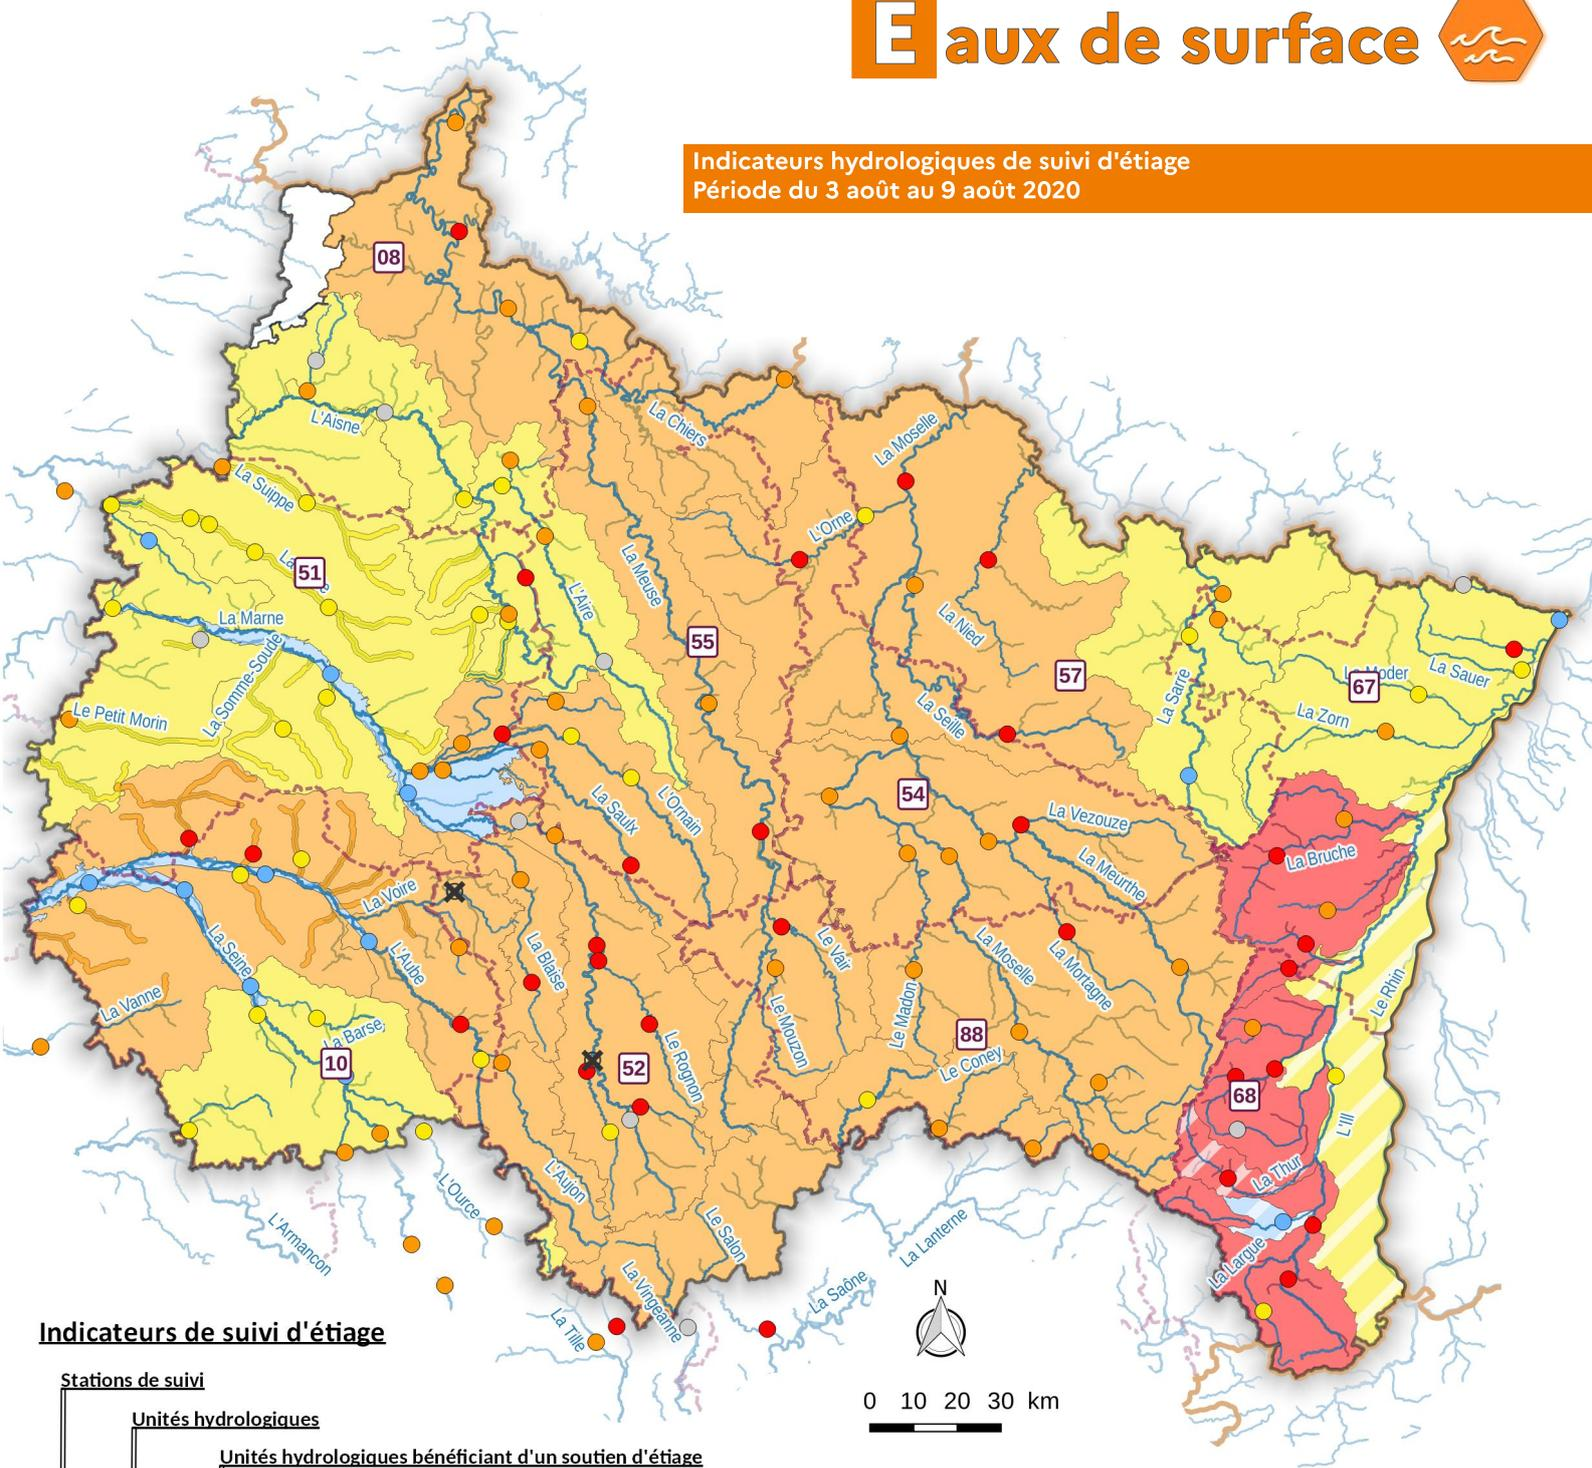 Eaux de surface
Indicateurs hydrologiques de suivi d'étiage
Période du 3 août au 9 août 2020
08
La Chiers
La Moselle
L'Aisne
La Suippe
L'Orne
51
La Meuse
L'Aire
La Marne
La Nied
55
57
La Somme-Soude
Le Petit Morin
La Sarre
67
La Sauer
La Zorn
La Seille
54
La Saulx
L'Ornain
La Vezouze
La Meurthe
La Bruche
La Voire
La Seine
L'Aube
La Blaise
Le Vair
La Moselle
La Mortagne
Le Rhin
La Vanne
La Barse
10
52
Le Rognon
Le Mouzon
Le Madon
88
Le Coney
68
L'Ill
La Thur
L'Aujon
L'Ource
L'Armançon
Le Salon
La Lanterne
La Largue
La Vingeanne
La Tille
La Saône
N
0 10 20 30 km
Indicateurs de suivi d'étiage
Stations de suivi
Unités hydrologiques
Unités hydrologiques bénéficiant d'un soutien d'étiage